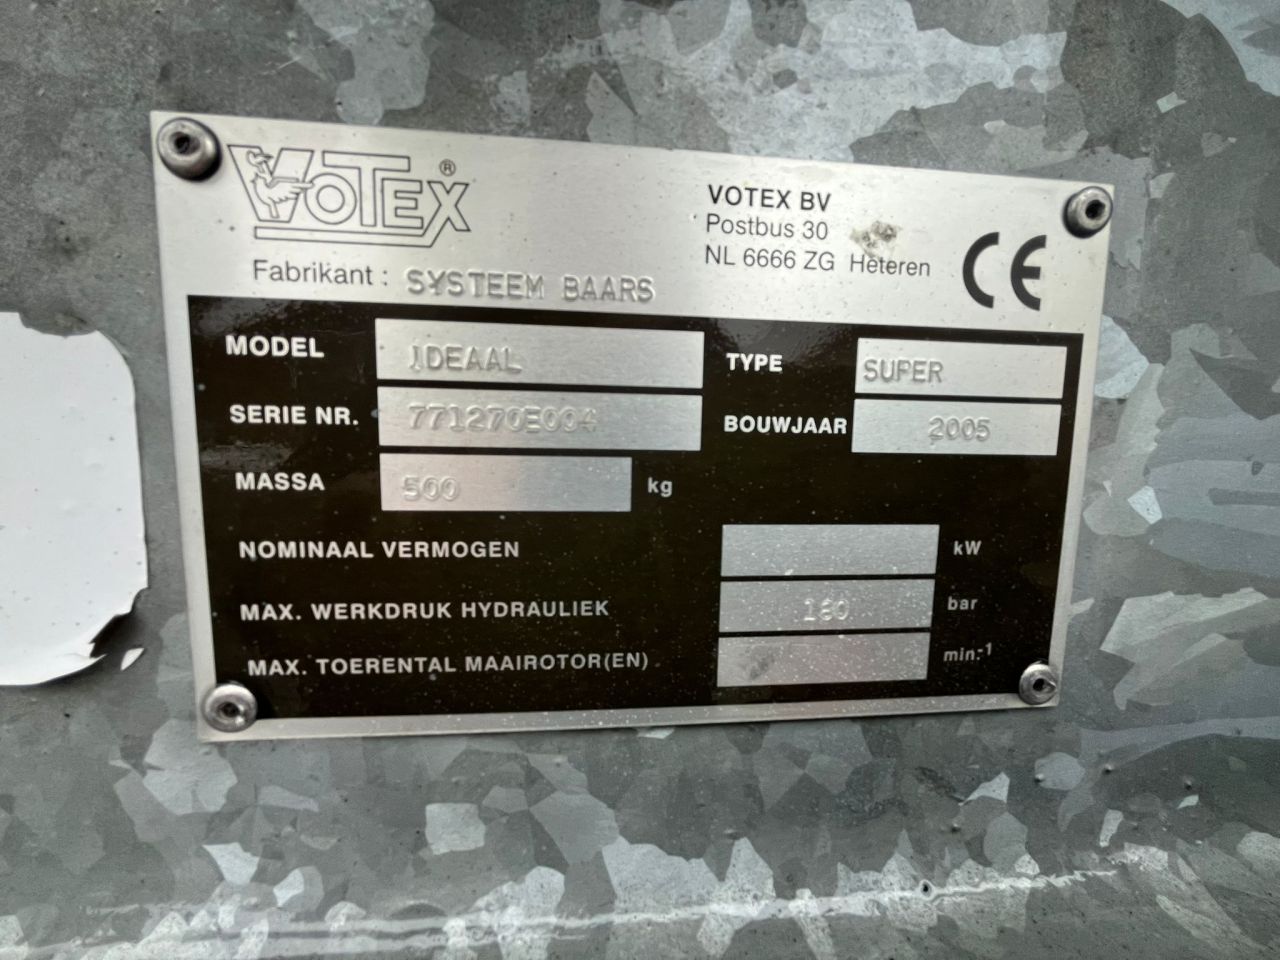 VOTEX ®
VOTEX BV
Postbus 30
NL 6666 ZG Heteren
CE
Fabrikant : SYSTEEM BAARS
MODEL IDEAAL TYPE SUPER
SERIE NR. 771270E004 BOUWJAAR 2005
MASSA 500 kg
NOMINAAL VERMOGEN kW
MAX. WERKDRUK HYDRAULIEK 160 bar
MAX. TOERENTAL MAAIROTOR(EN) min.-1